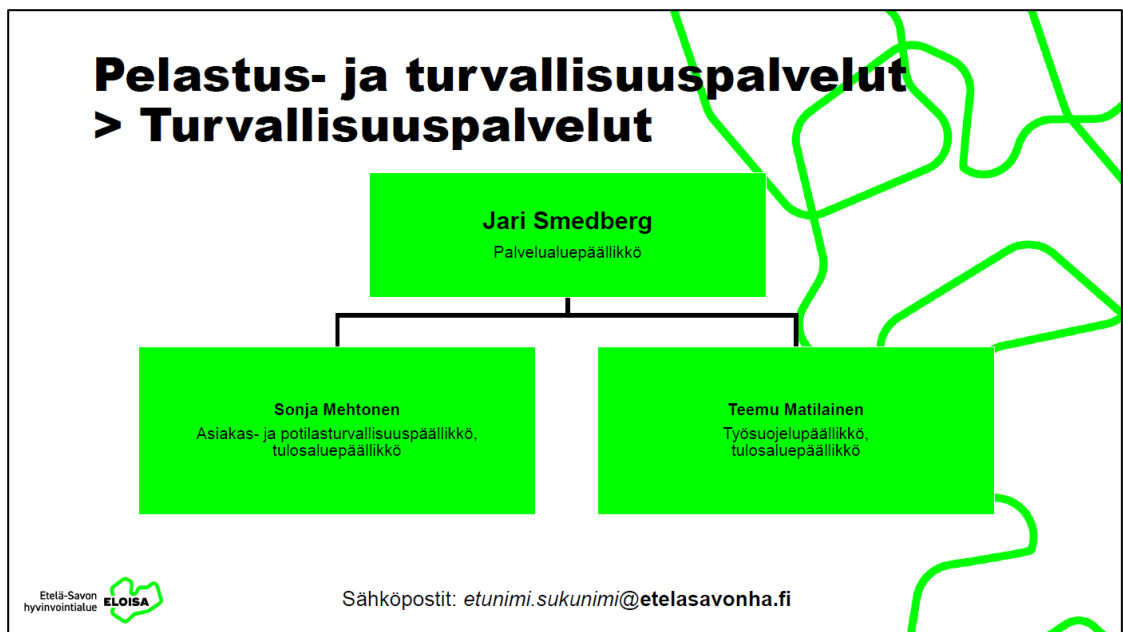 Pelastus- ja turvallisuuspalvelut
> Turvallisuuspalvelut
Jari Smedberg
Palvelualuepäällikkö
Sonja Mehtonen
Asiakas- ja potilasturvallisuuspäällikkö,
tulosaluepäällikkö
Teemu Matilainen
Työsuojelupäällikkö,
tulosaluepäällikkö
Etelä-Savon
hyvinvointialue
ELOISA
Sähköpostit: etunimi.sukunimi@etelasavonha.fi